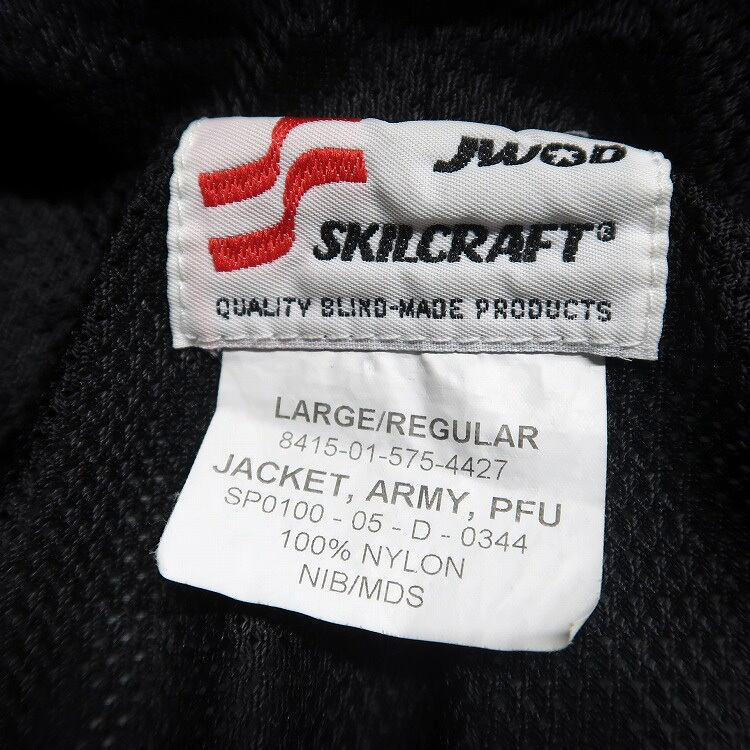 JWOD
SKILCRAFT®
QUALITY BLIND-MADE PRODUCTS
LARGE/REGULAR
8415-01-575-4427
JACKET, ARMY, PFU
SP0100 - 05 - D - 0344
100% NYLON
NIB/MDS